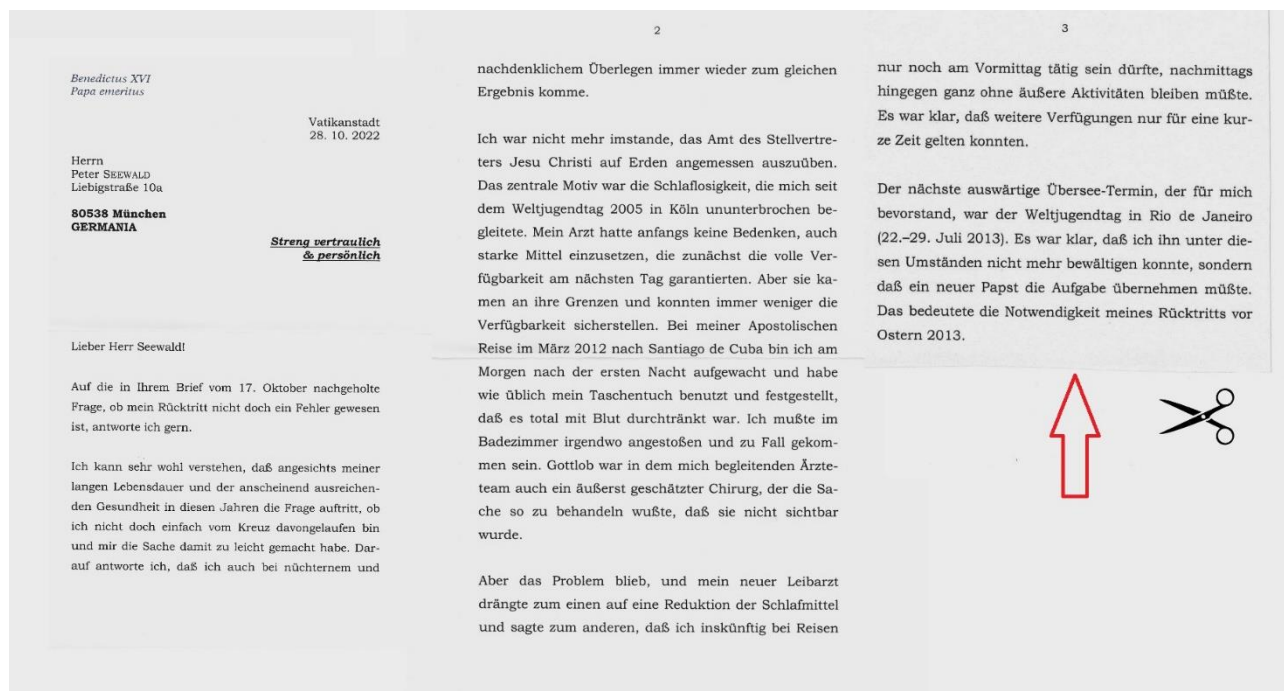 Benedictus XVI
Papa emeritus
Vatikanstadt
28. 10. 2022
Herrn
Peter SEEWALD
Liebigstraße 10a
80538 München
GERMANIA
Streng vertraulich
& persönlich
Lieber Herr Seewald!
Auf die in Ihrem Brief vom 17. Oktober nachgeholte
Frage, ob mein Rücktritt nicht doch ein Fehler gewesen
ist, antworte ich gern.
Ich kann sehr wohl verstehen, daß angesichts meiner
langen Lebensdauer und der anscheinend ausreichen-
den Gesundheit in diesen Jahren die Frage auftritt, ob
ich nicht doch einfach vom Kreuz davongelaufen bin
und mir die Sache damit zu leicht gemacht habe. Dar-
auf antworte ich, daß ich auch bei nüchternem und
2
nachdenklichem Überlegen immer wieder zum gleichen
Ergebnis komme.
Ich war nicht mehr imstande, das Amt des Stellvertre-
ters Jesu Christi auf Erden angemessen auszuüben.
Das zentrale Motiv war die Schlaflosigkeit, die mich seit
dem Weltjugendtag 2005 in Köln ununterbrochen be-
gleitete. Mein Arzt hatte anfangs keine Bedenken, auch
starke Mittel einzusetzen, die zunächst die volle Ver-
fügbarkeit am nächsten Tag garantierten. Aber sie ka-
men an ihre Grenzen und konnten immer weniger die
Verfügbarkeit sicherstellen. Bei meiner Apostolischen
Reise im März 2012 nach Santiago de Cuba bin ich am
Morgen nach der ersten Nacht aufgewacht und habe
wie üblich mein Taschentuch benutzt und festgestellt,
daß es total mit Blut durchtränkt war. Ich mußte im
Badezimmer irgendwo angestoßen und zu Fall gekom-
men sein. Gottlob war in dem mich begleitenden Ärzte-
team auch ein äußerst geschätzter Chirurg, der die Sa-
che so zu behandeln wußte, daß sie nicht sichtbar
wurde.
Aber das Problem blieb, und mein neuer Leibarzt
drängte zum einen auf eine Reduktion der Schlafmittel
und sagte zum anderen, daß ich inskünftig bei Reisen
3
nur noch am Vormittag tätig sein dürfte, nachmittags
hingegen ganz ohne äußere Aktivitäten bleiben müßte.
Es war klar, daß weitere Verfügungen nur für eine kur-
ze Zeit gelten konnten.
Der nächste auswärtige Übersee-Termin, der für mich
bevorstand, war der Weltjugendtag in Rio de Janeiro
(22.–29. Juli 2013). Es war klar, daß ich ihn unter die-
sen Umständen nicht mehr bewältigen konnte, sondern
daß ein neuer Papst die Aufgabe übernehmen müßte.
Das bedeutete die Notwendigkeit meines Rücktritts vor
Ostern 2013.